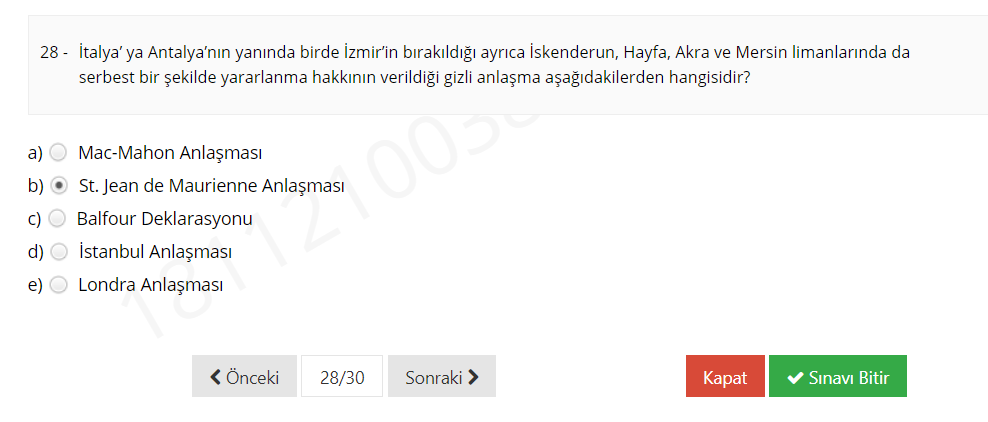 28 - İtalya' ya Antalya'nın yanında birde İzmir'in bırakıldığı ayrıca İskenderun, Hayfa, Akra ve Mersin limanlarında da
serbest bir şekilde yararlanma hakkının verildiği gizli anlaşma aşağıdakilerden hangisidir?
a) Mac-Mahon Anlaşması
b) St. Jean de Maurienne Anlaşması
c) Balfour Deklarasyonu
d) İstanbul Anlaşması
e) Londra Anlaşması
Önceki 28/30 Sonraki Kapat Sınavı Bitir